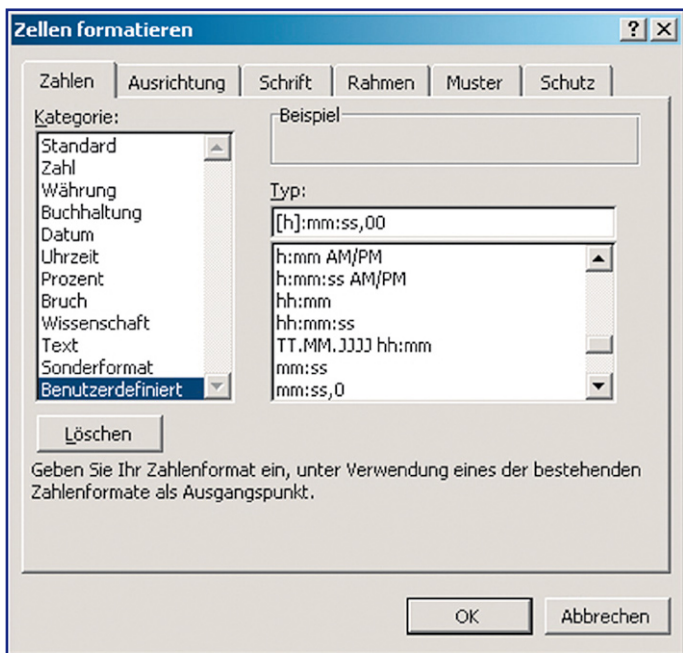 Zellen formatieren
Zahlen Ausrichtung Schrift Rahmen Muster Schutz
Kategorie:
Standard
Zahl
Währung
Buchhaltung
Datum
Uhrzeit
Prozent
Bruch
Wissenschaft
Text
Sonderformat
Benutzerdefiniert
Beispiel
Typ:
[h]:mm:ss,00
h:mm AM/PM
h:mm:ss AM/PM
hh:mm
hh:mm:ss
TT.MM.JJJJ hh:mm
mm:ss
mm:ss,0
Löschen
Geben Sie Ihr Zahlenformat ein, unter Verwendung eines der bestehenden
Zahlenformate als Ausgangspunkt.
OK Abbrechen